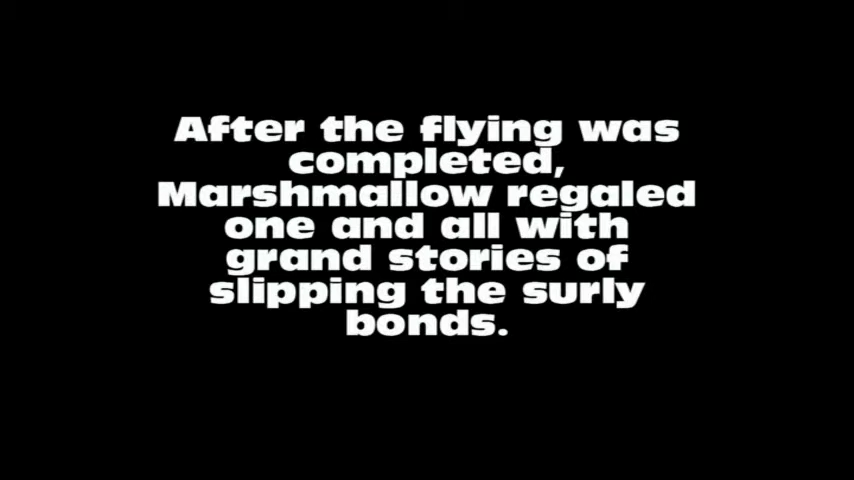 After the flying was
completed,
Marshmallow regaled
one and all with
grand stories of
slipping the surly
bonds.